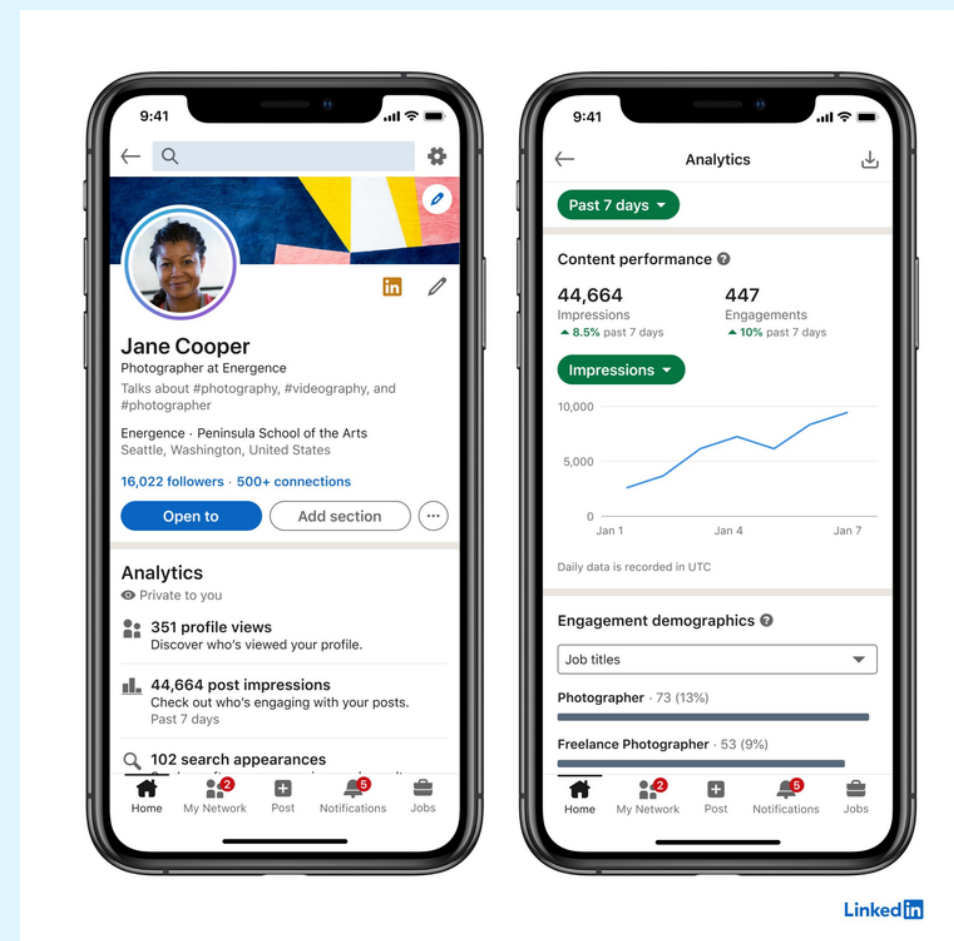 9:41
Jane Cooper
Photographer at Energence
Talks about #photography, #videography, and
#photographer
Energence · Peninsula School of the Arts
Seattle, Washington, United States
16,022 followers · 500+ connections
Open to
Add section
Analytics
Private to you
351 profile views
Discover who's viewed your profile.
44,664 post impressions
Check out who's engaging with your posts.
Past 7 days
102 search appearances
2
5
Home
My Network
Post
Notifications
Jobs
9:41
Analytics
Past 7 days
Content performance
44,664
Impressions
8.5% past 7 days
447
Engagements
10% past 7 days
Impressions
10,000
5,000
0
Jan 1
Jan 4
Jan 7
Daily data is recorded in UTC
Engagement demographics
Job titles
Photographer · 73 (13%)
Freelance Photographer · 53 (9%)
2
5
Home
My Network
Post
Notifications
Jobs
Linked in